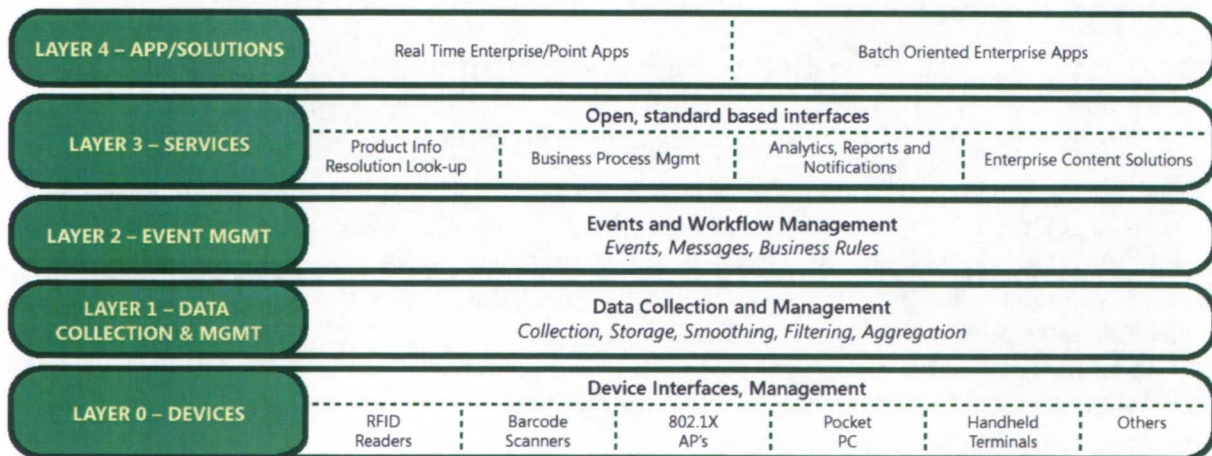 LAYER 4 – APP/SOLUTIONS
Real Time Enterprise/Point Apps
Batch Oriented Enterprise Apps
LAYER 3 – SERVICES
Open, standard based interfaces
Product Info
Resolution Look-up
Business Process Mgmt
Analytics, Reports and
Notifications
Enterprise Content Solutions
LAYER 2 – EVENT MGMT
Events and Workflow Management
Events, Messages, Business Rules
LAYER 1 – DATA
COLLECTION & MGMT
Data Collection and Management
Collection, Storage, Smoothing, Filtering, Aggregation
LAYER 0 – DEVICES
Device Interfaces, Management
RFID
Readers
Barcode
Scanners
802.1X
AP's
Pocket
PC
Handheld
Terminals
Others